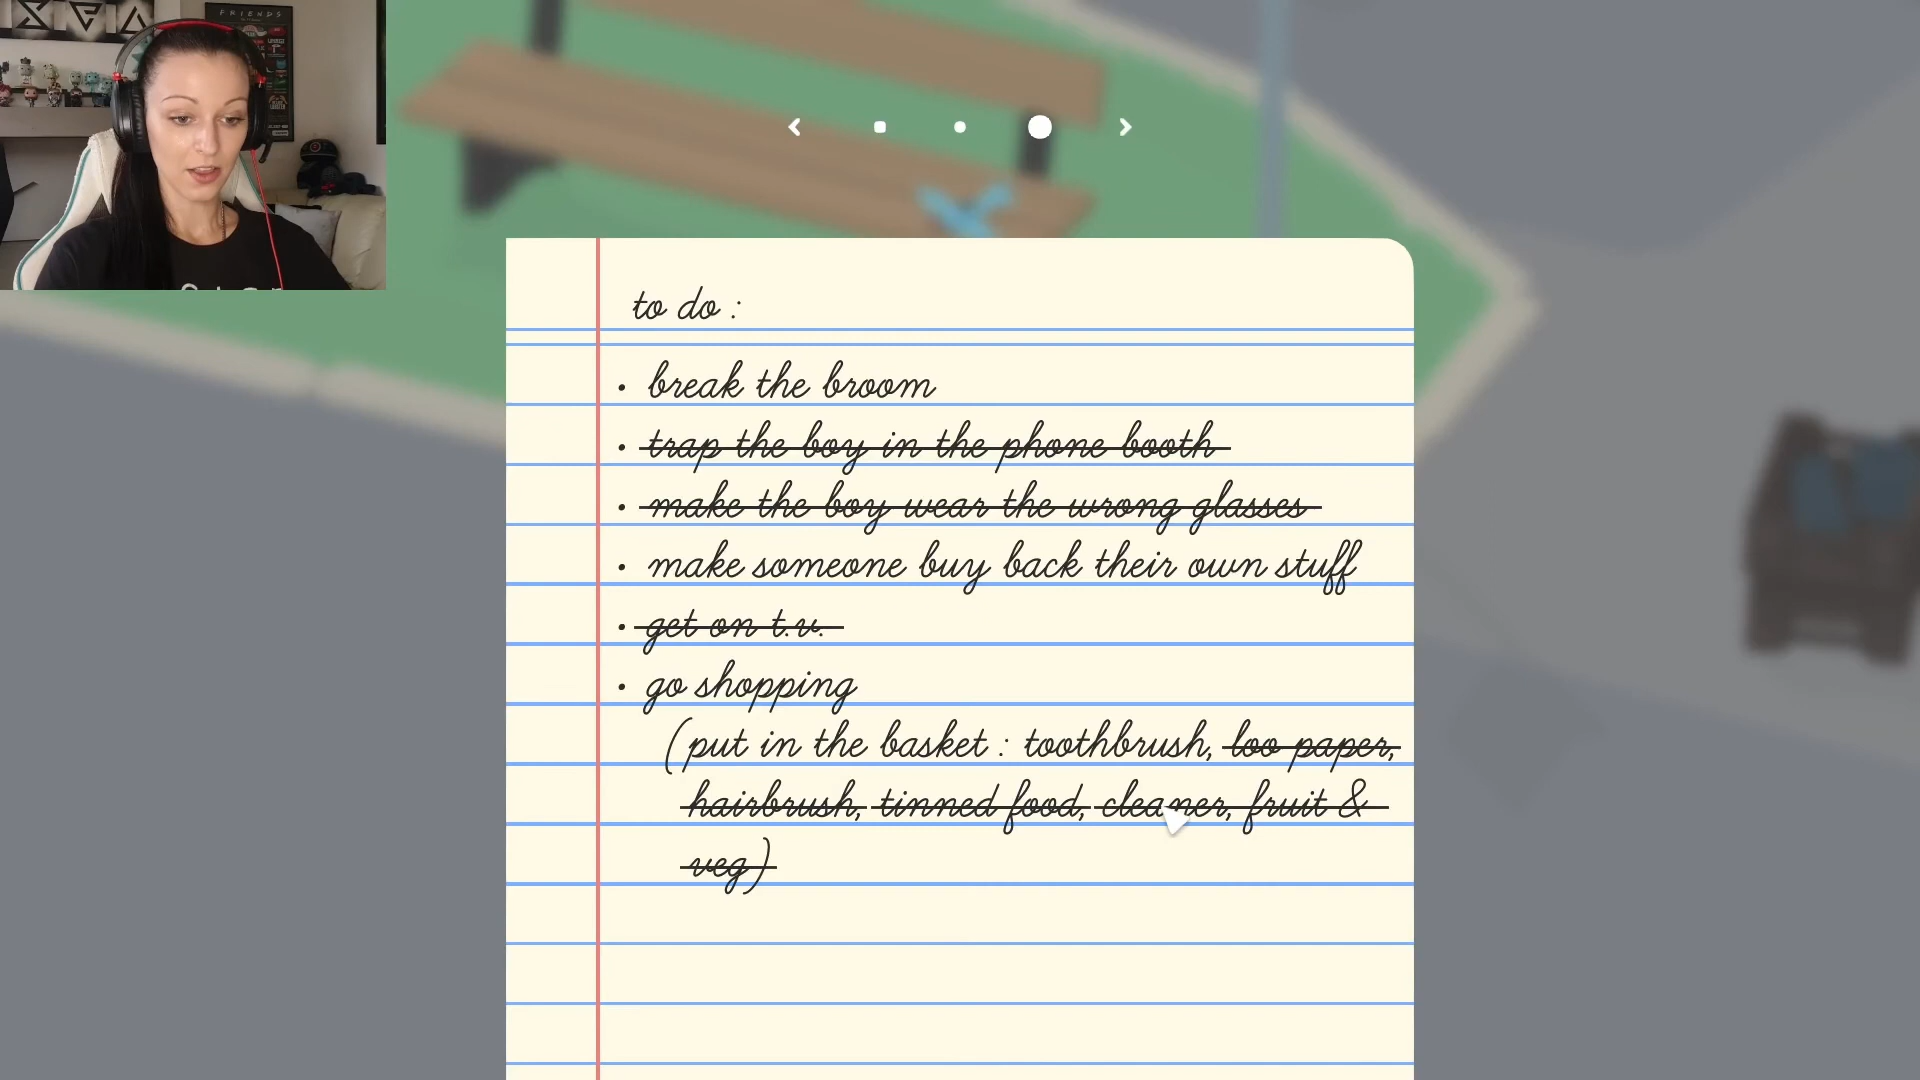 FRIENDS
to do :
• break the broom
• trap the boy in the phone booth
• make the boy wear the wrong glasses
• make someone buy back their own stuff
• get on t.v.
• go shopping
(put in the basket : toothbrush, loo paper,
hairbrush, tinned food, cleaner, fruit &
veg)